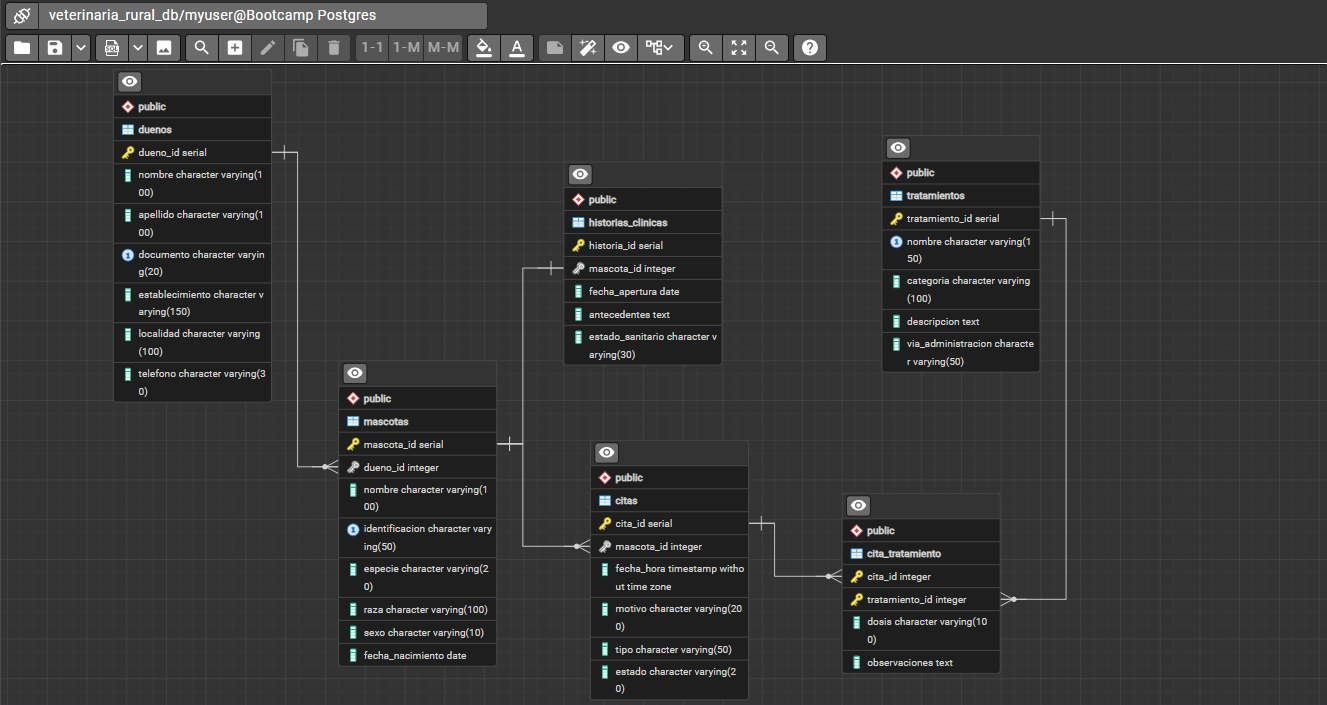 veterinaria_rural_db/myuser@Bootcamp Postgres
SQL
1-1
1-M
M-M
A
public
duenos
dueno_id serial
nombre character varying(1
00)
apellido character varying(1
00)
documento character varyin
g(20)
establecimiento character v
arying(150)
localidad character varying
(100)
telefono character varying(3
0)
public
mascotas
mascota_id serial
dueno_id integer
nombre character varying(1
00)
identificacion character vary
ing(50)
especie character varying(2
0)
raza character varying(100)
sexo character varying(10)
fecha_nacimiento date
public
historias_clinicas
historia_id serial
mascota_id integer
fecha_apertura date
antecedentes text
estado_sanitario character v
arying(30)
public
citas
cita_id serial
mascota_id integer
fecha_hora timestamp witho
ut time zone
motivo character varying(20
0)
tipo character varying(50)
estado character varying(2
0)
public
tratamientos
tratamiento_id serial
nombre character varying(1
50)
categoria character varying
(100)
descripcion text
via_administracion characte
r varying(50)
public
cita_tratamiento
cita_id integer
tratamiento_id integer
dosis character varying(10
0)
observaciones text